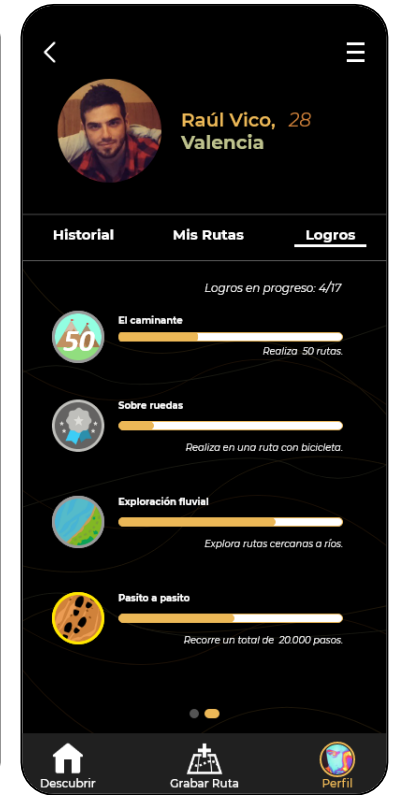 Raúl Vico, 28
Valencia
Historial Mis Rutas Logros
Logros en progreso: 4/17
El caminante
50
Realiza 50 rutas.
Sobre ruedas
Realiza en una ruta con bicicleta.
Exploración fluvial
Explora rutas cercanas a ríos.
Pasito a pasito
Recorre un total de 20.000 pasos.
Descubrir Grabar Ruta Perfil